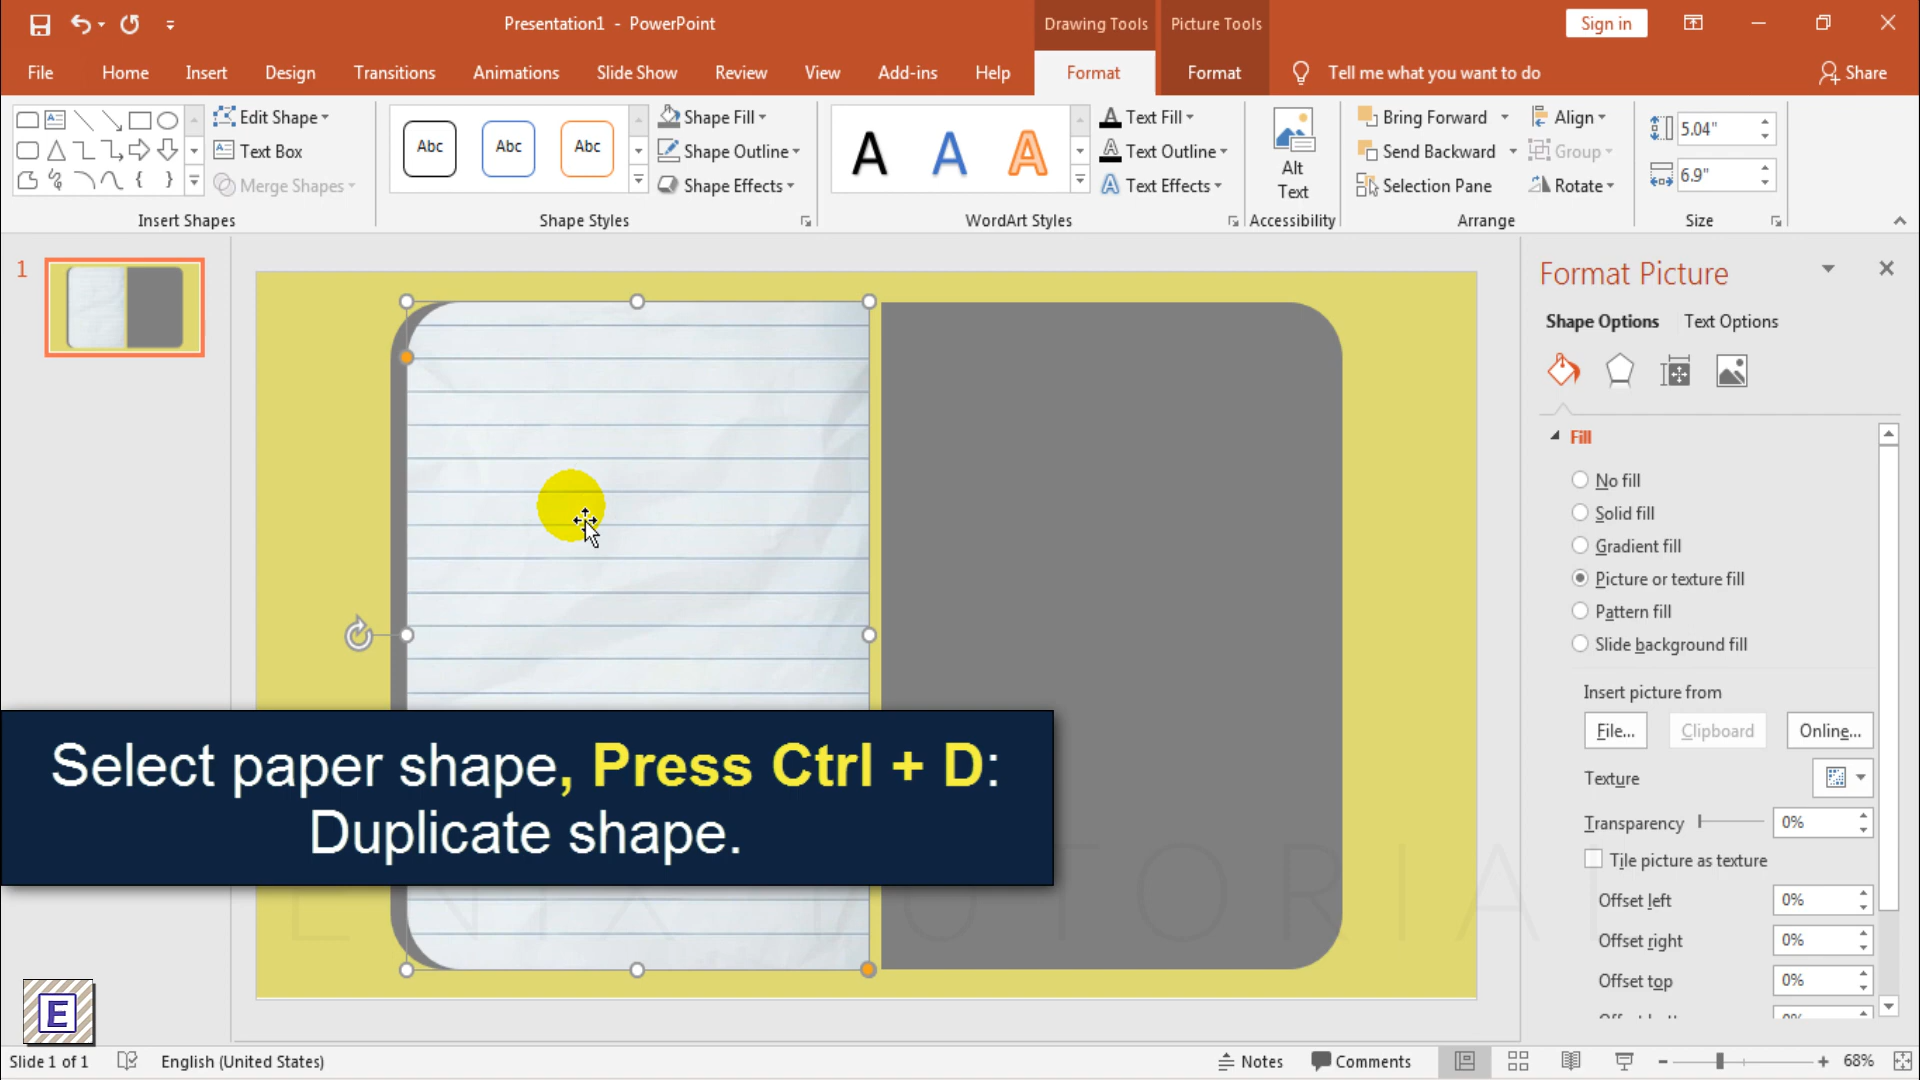 Presentation1 - PowerPoint
Drawing Tools
Picture Tools
Sign in
File
Home
Insert
Design
Transitions
Animations
Slide Show
Review
View
Add-ins
Help
Format
Format
Tell me what you want to do
Share
Edit Shape
Text Box
Merge Shapes
Insert Shapes
Abc
Abc
Abc
Shape Fill
Shape Outline
Shape Effects
Shape Styles
A
A
A
Text Fill
Text Outline
Text Effects
WordArt Styles
Alt
Text
Accessibility
Bring Forward
Send Backward
Selection Pane
Align
Group
Rotate
Arrange
5.04"
6.9"
Size
1
Format Picture
Shape Options
Text Options
Fill
No fill
Solid fill
Gradient fill
Picture or texture fill
Pattern fill
Slide background fill
Insert picture from
File...
Clipboard
Online...
Texture
Transparency
0%
Tile picture as texture
Offset left
0%
Offset right
0%
Offset top
0%
Select paper shape, Press Ctrl + D:
Duplicate shape.
E
Slide 1 of 1
English (United States)
Notes
Comments
68%